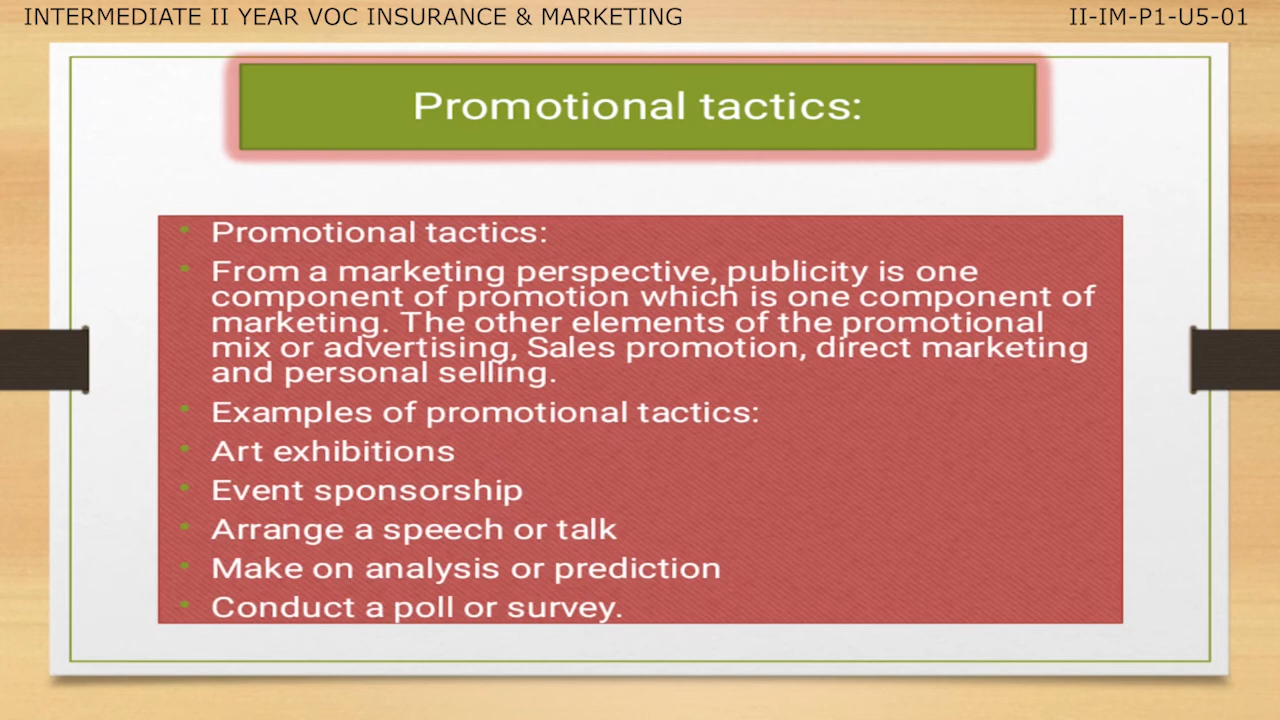 INTERMEDIATE II YEAR VOC INSURANCE & MARKETING
II-IM-P1-U5-01
Promotional tactics:
• Promotional tactics:
• From a marketing perspective, publicity is one
component of promotion which is one component of
marketing. The other elements of the promotional
mix or advertising, Sales promotion, direct marketing
and personal selling.
• Examples of promotional tactics:
• Art exhibitions
• Event sponsorship
• Arrange a speech or talk
• Make on analysis or prediction
• Conduct a poll or survey.